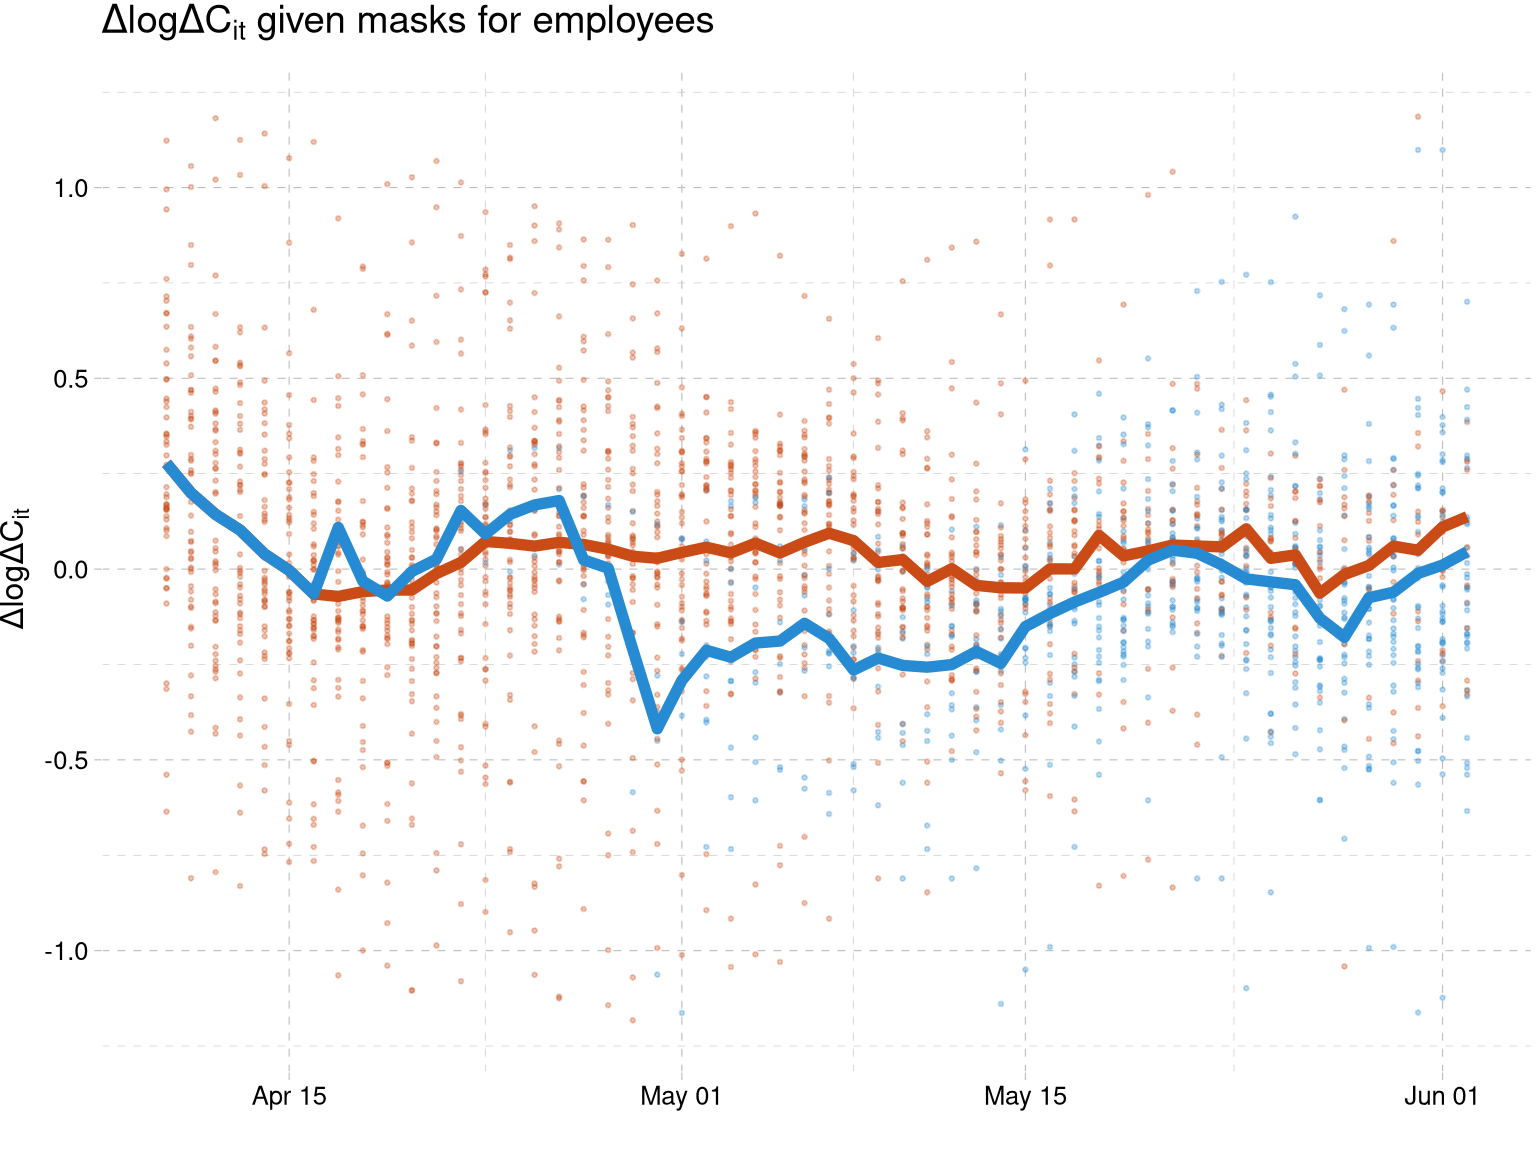 ΔlogΔCit given masks for employees
ΔlogΔCit
1.0
0.5
0.0
-0.5
-1.0
Apr 15
May 01
May 15
Jun 01